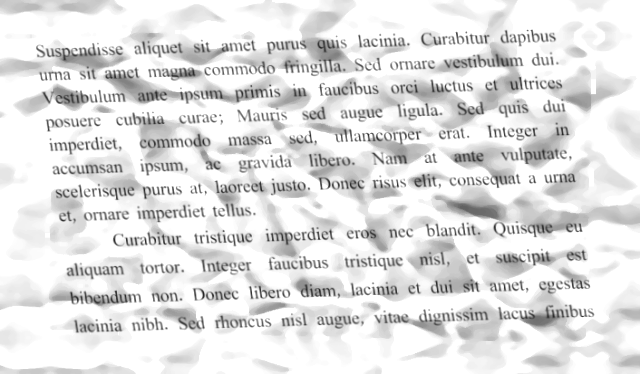 Suspendisse aliquet sit amet purus quis lacinia. Curabitur dapibus
urna sit amet magna commodo fringilla. Sed ornare vestibulum dui.
Vestibulum ante ipsum primis in faucibus orci luctus et ultrices
posuere cubilia curae; Mauris sed augue ligula. Sed quis dui
imperdiet, commodo massa sed, ullamcorper erat. Integer in
accumsan ipsum, ac gravida libero. Nam at ante vulputate,
scelerisque purus at, laoreet justo. Donec risus elit, consequat a urna
et, ornare imperdiet tellus.
Curabitur tristique imperdiet eros nec blandit. Quisque eu
aliquam tortor. Integer faucibus tristique nisl, et suscipit est
bibendum non. Donec libero diam, lacinia et dui sit amet, egestas
lacinia nibh. Sed rhoncus nisl augue, vitae dignissim lacus finibus